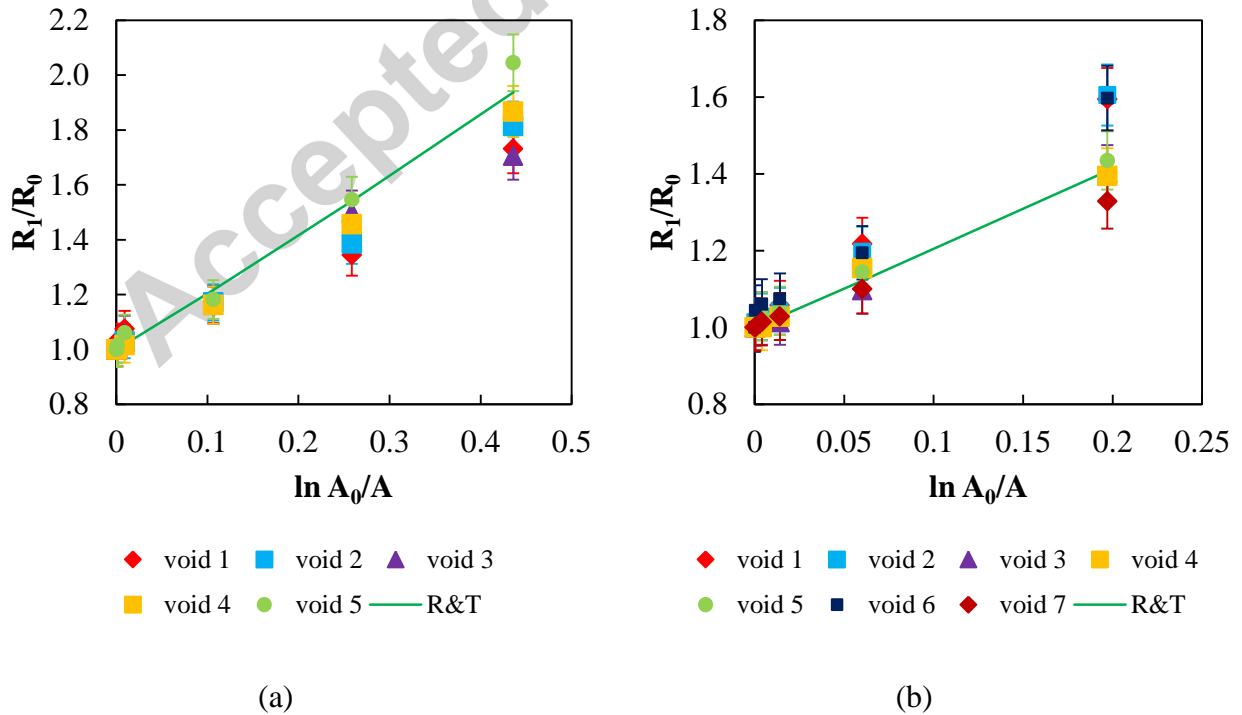 Accepted
2.2
2.0
1.8
1.6
1.4
1.2
1.0
0.8
R₁/R₀
0 0.1 0.2 0.3 0.4 0.5
ln A₀/A
void 1 void 2 void 3
void 4 void 5 R&T
(a)
1.8
1.6
1.4
1.2
1.0
0.8
R₁/R₀
0 0.05 0.1 0.15 0.2 0.25
ln A₀/A
void 1 void 2 void 3 void 4
void 5 void 6 void 7 R&T
(b)